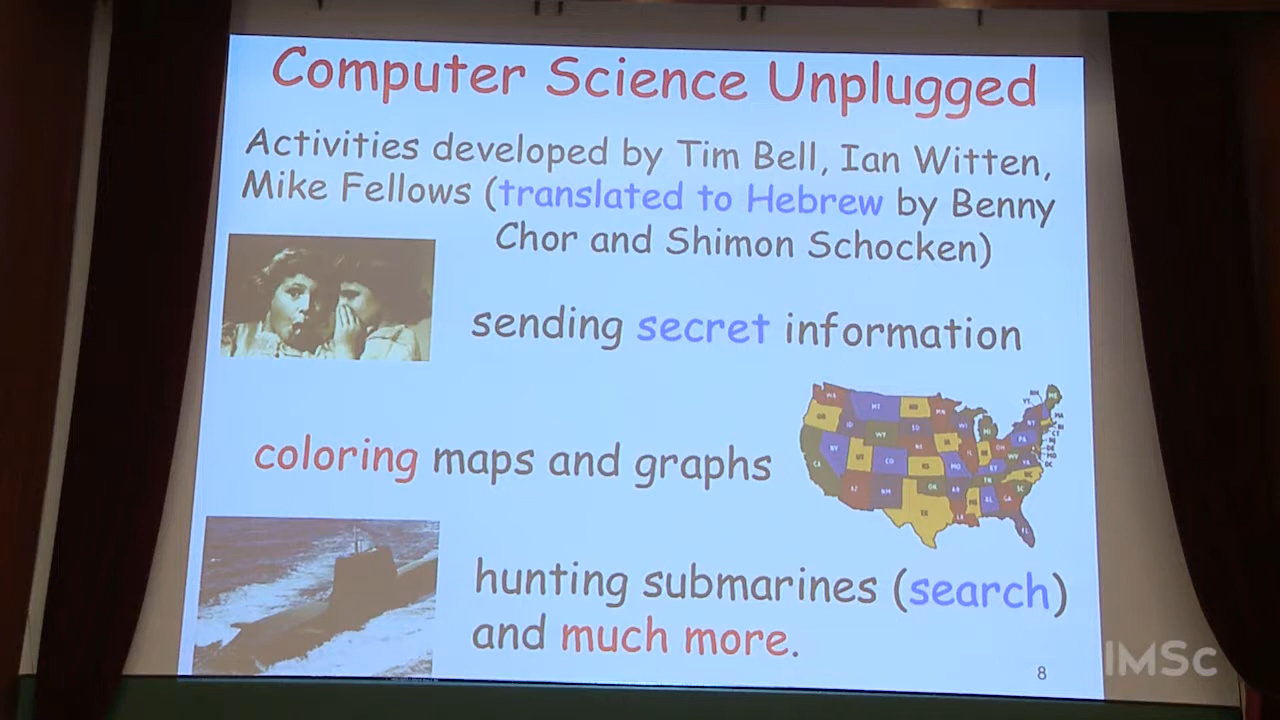 Computer Science Unplugged
Activities developed by Tim Bell, Ian Witten,
Mike Fellows (translated to Hebrew by Benny
Chor and Shimon Schocken)
sending secret information
coloring maps and graphs
hunting submarines (search)
and much more.
8
IMSc